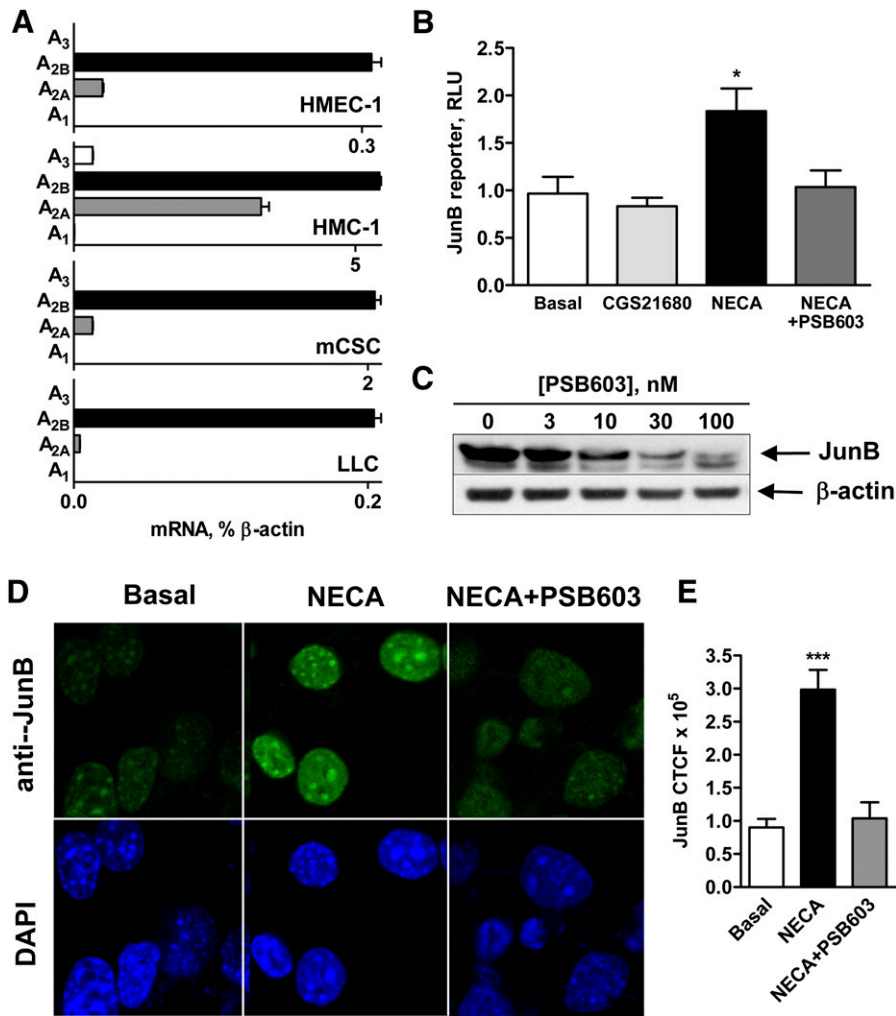 A
A3
A2B
A2A
A1
HMEC-1
0.3
A3
A2B
A2A
A1
HMC-1
5
A3
A2B
A2A
A1
mCSC
2
A3
A2B
A2A
A1
LLC
0.0
0.2
mRNA, % β-actin
B
JunB reporter, RLU
2.5
2.0
1.5
1.0
0.5
0.0
*
Basal
CGS21680
NECA
NECA
+PSB603
C
[PSB603], nM
0 3 10 30 100
JunB
β-actin
D
Basal NECA NECA+PSB603
anti--JunB
DAPI
E
JunB CTCF x 10⁵
3.5
3.0
2.5
2.0
1.5
1.0
0.5
0.0
***
Basal
NECA
NECA+PSB603